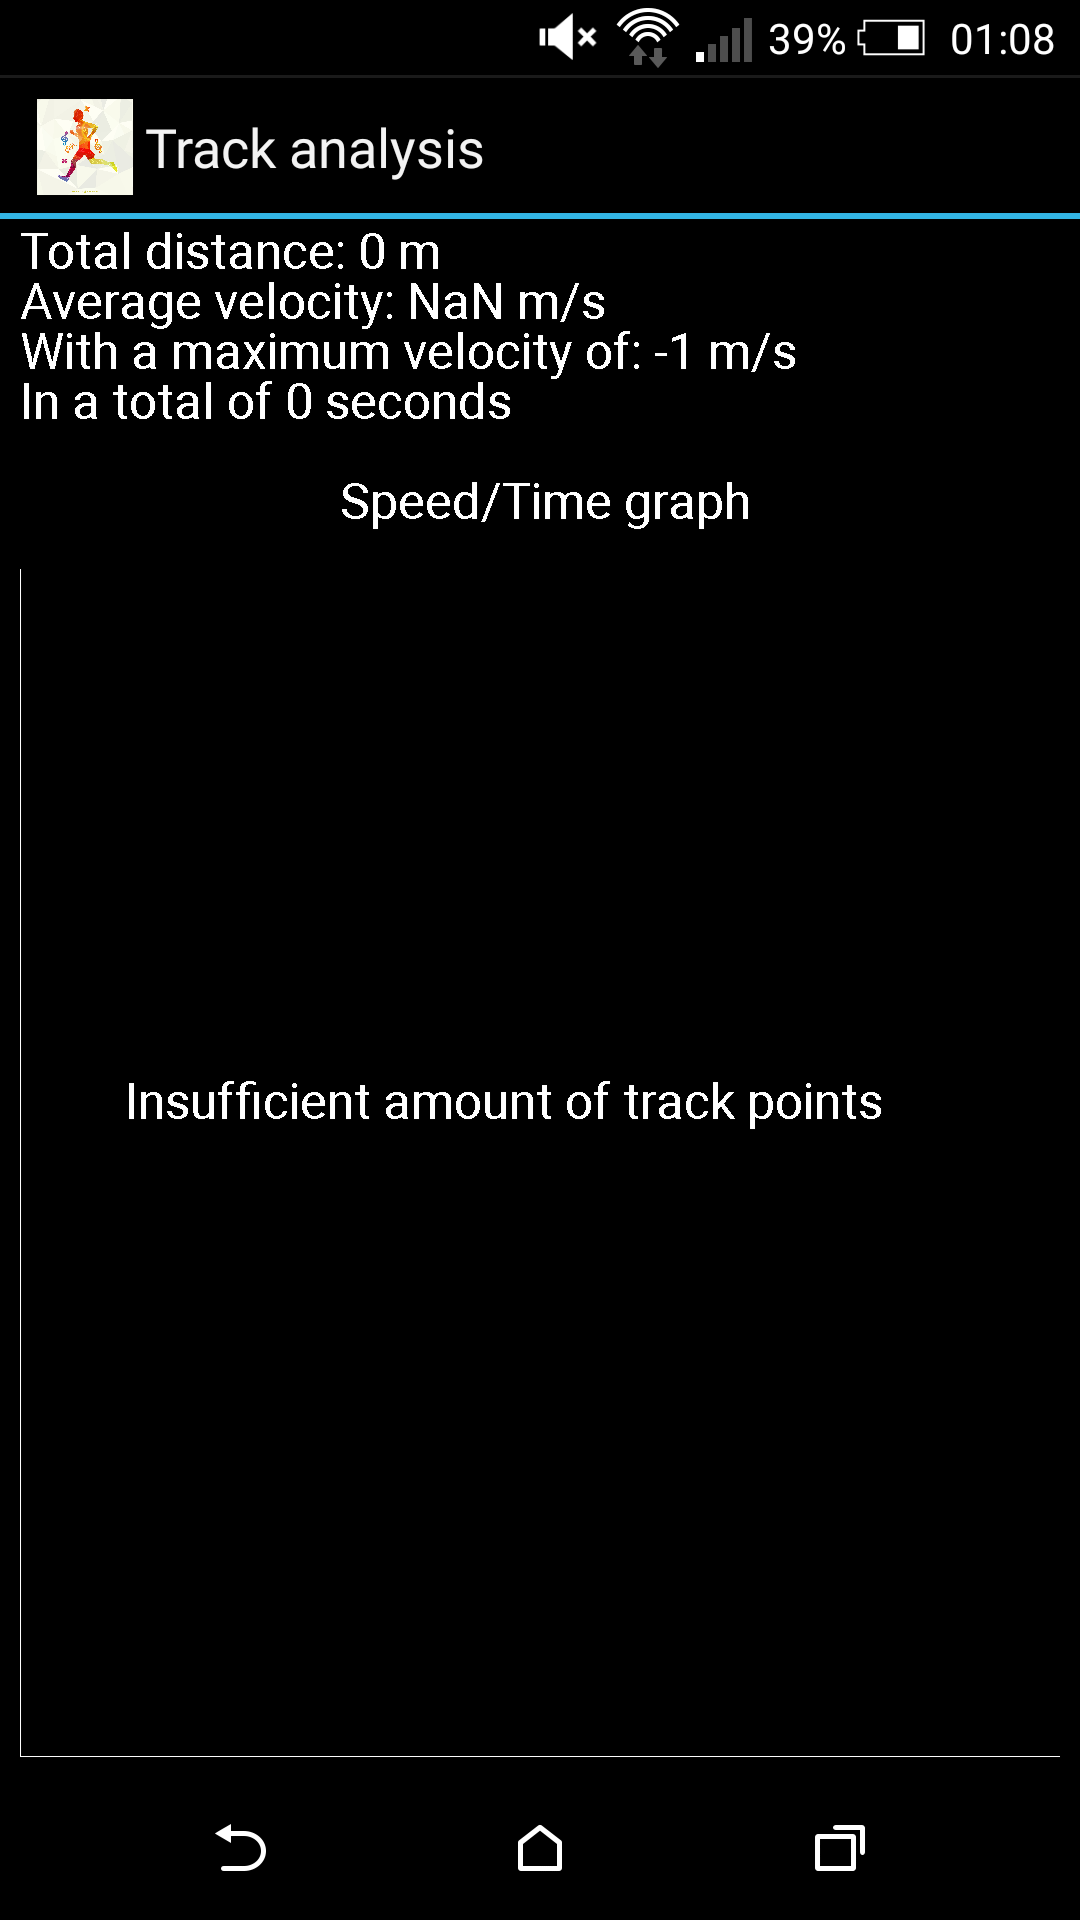 39% 01:08
Track analysis
Total distance: 0 m
Average velocity: NaN m/s
With a maximum velocity of: -1 m/s
In a total of 0 seconds
Speed/Time graph
Insufficient amount of track points